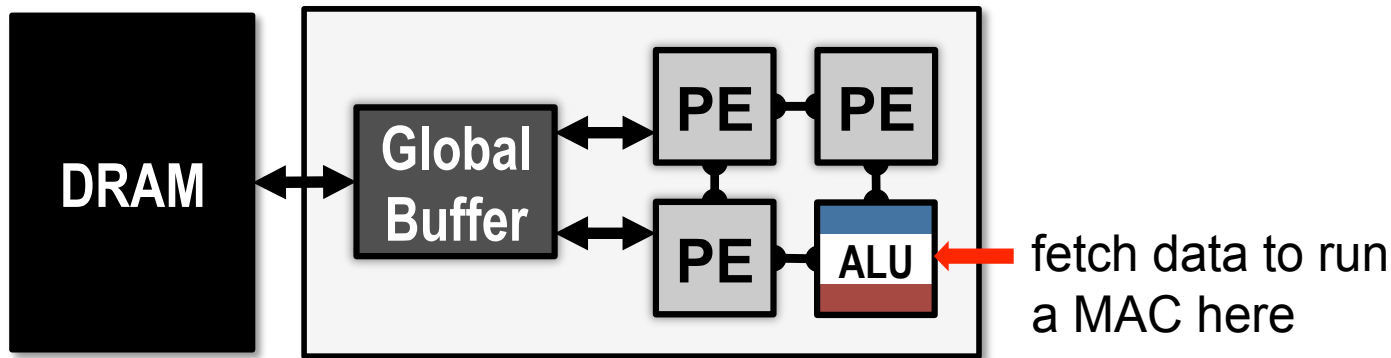 DRAM
Global
Buffer
PE
PE
PE
ALU
fetch data to run
a MAC here